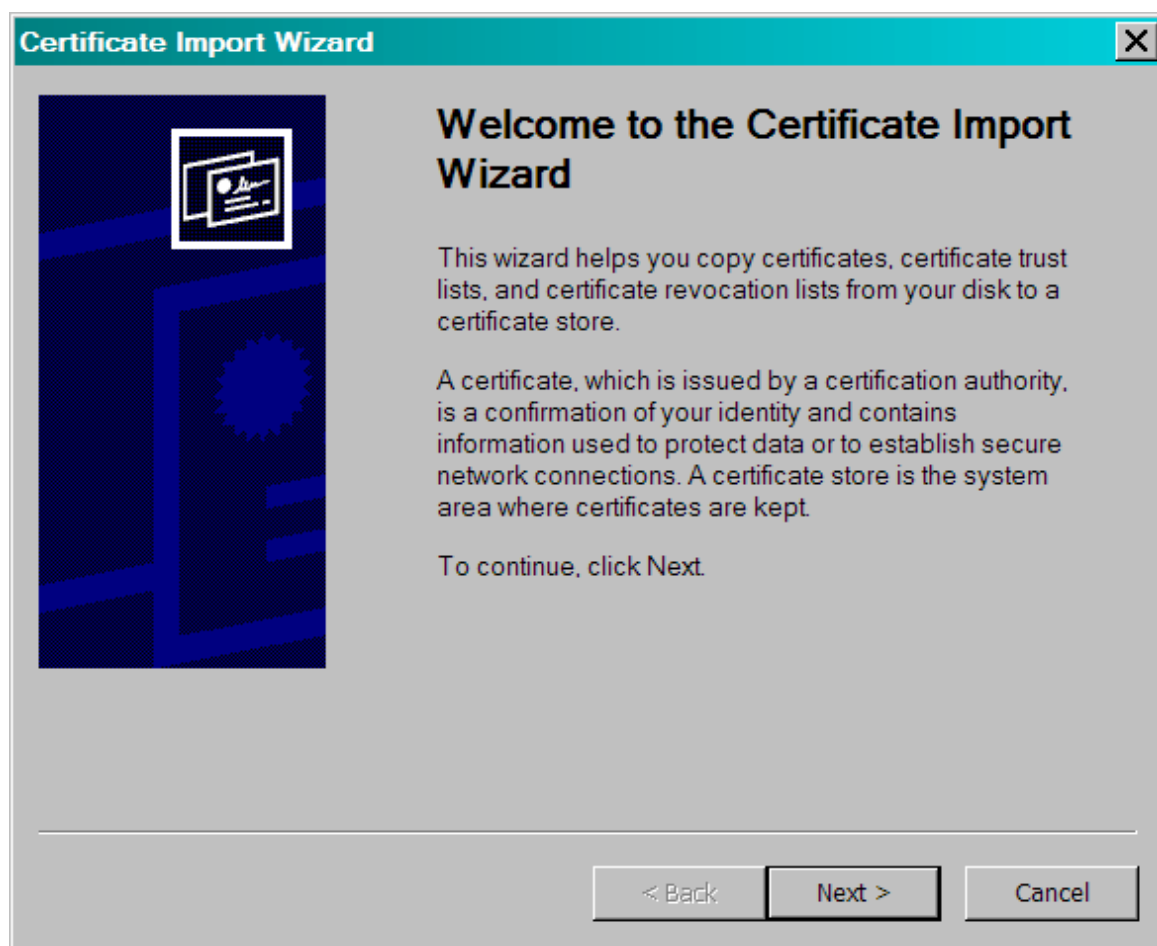 Certificate Import Wizard
Welcome to the Certificate Import
Wizard
This wizard helps you copy certificates, certificate trust
lists, and certificate revocation lists from your disk to a
certificate store.
A certificate, which is issued by a certification authority,
is a confirmation of your identity and contains
information used to protect data or to establish secure
network connections. A certificate store is the system
area where certificates are kept.
To continue, click Next.
< Back Next > Cancel